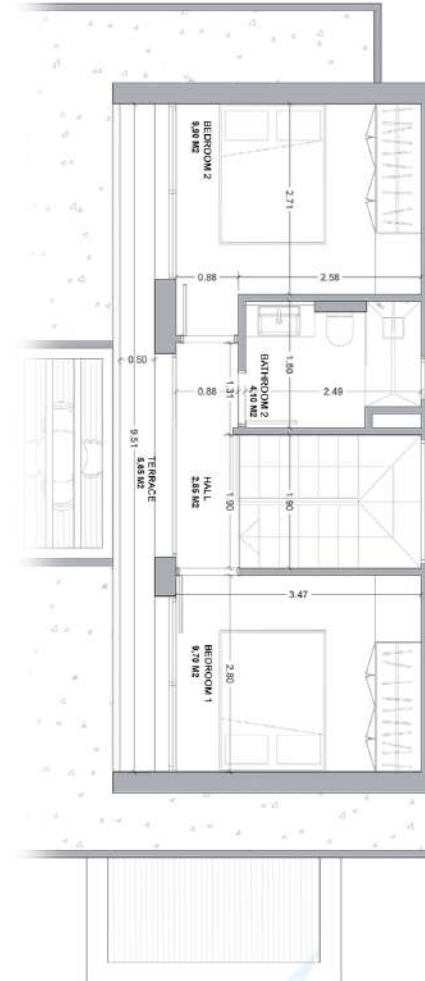 BEDROOM 2
9,00 M2
2.71
0.88
2.58
BATHROOM 2
4,10 M2
1.80
2.49
0.50
0.88
1.31
9.51
TERRACE
5,65 M2
HALL
2,85 M2
1.90
1.90
3.47
BEDROOM 1
9,70 M2
2.80